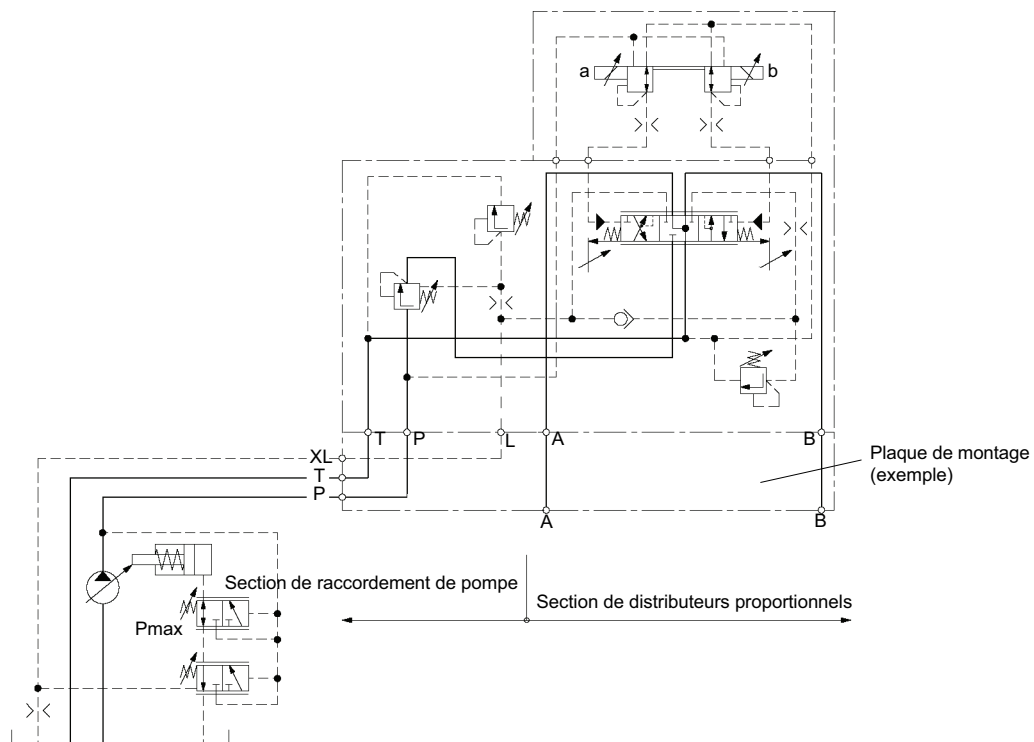 a
b
T
P
L
A
B
XL
T
P
Plaque de montage
(exemple)
A
B
Section de raccordement de pompe
Section de distributeurs proportionnels
Pmax